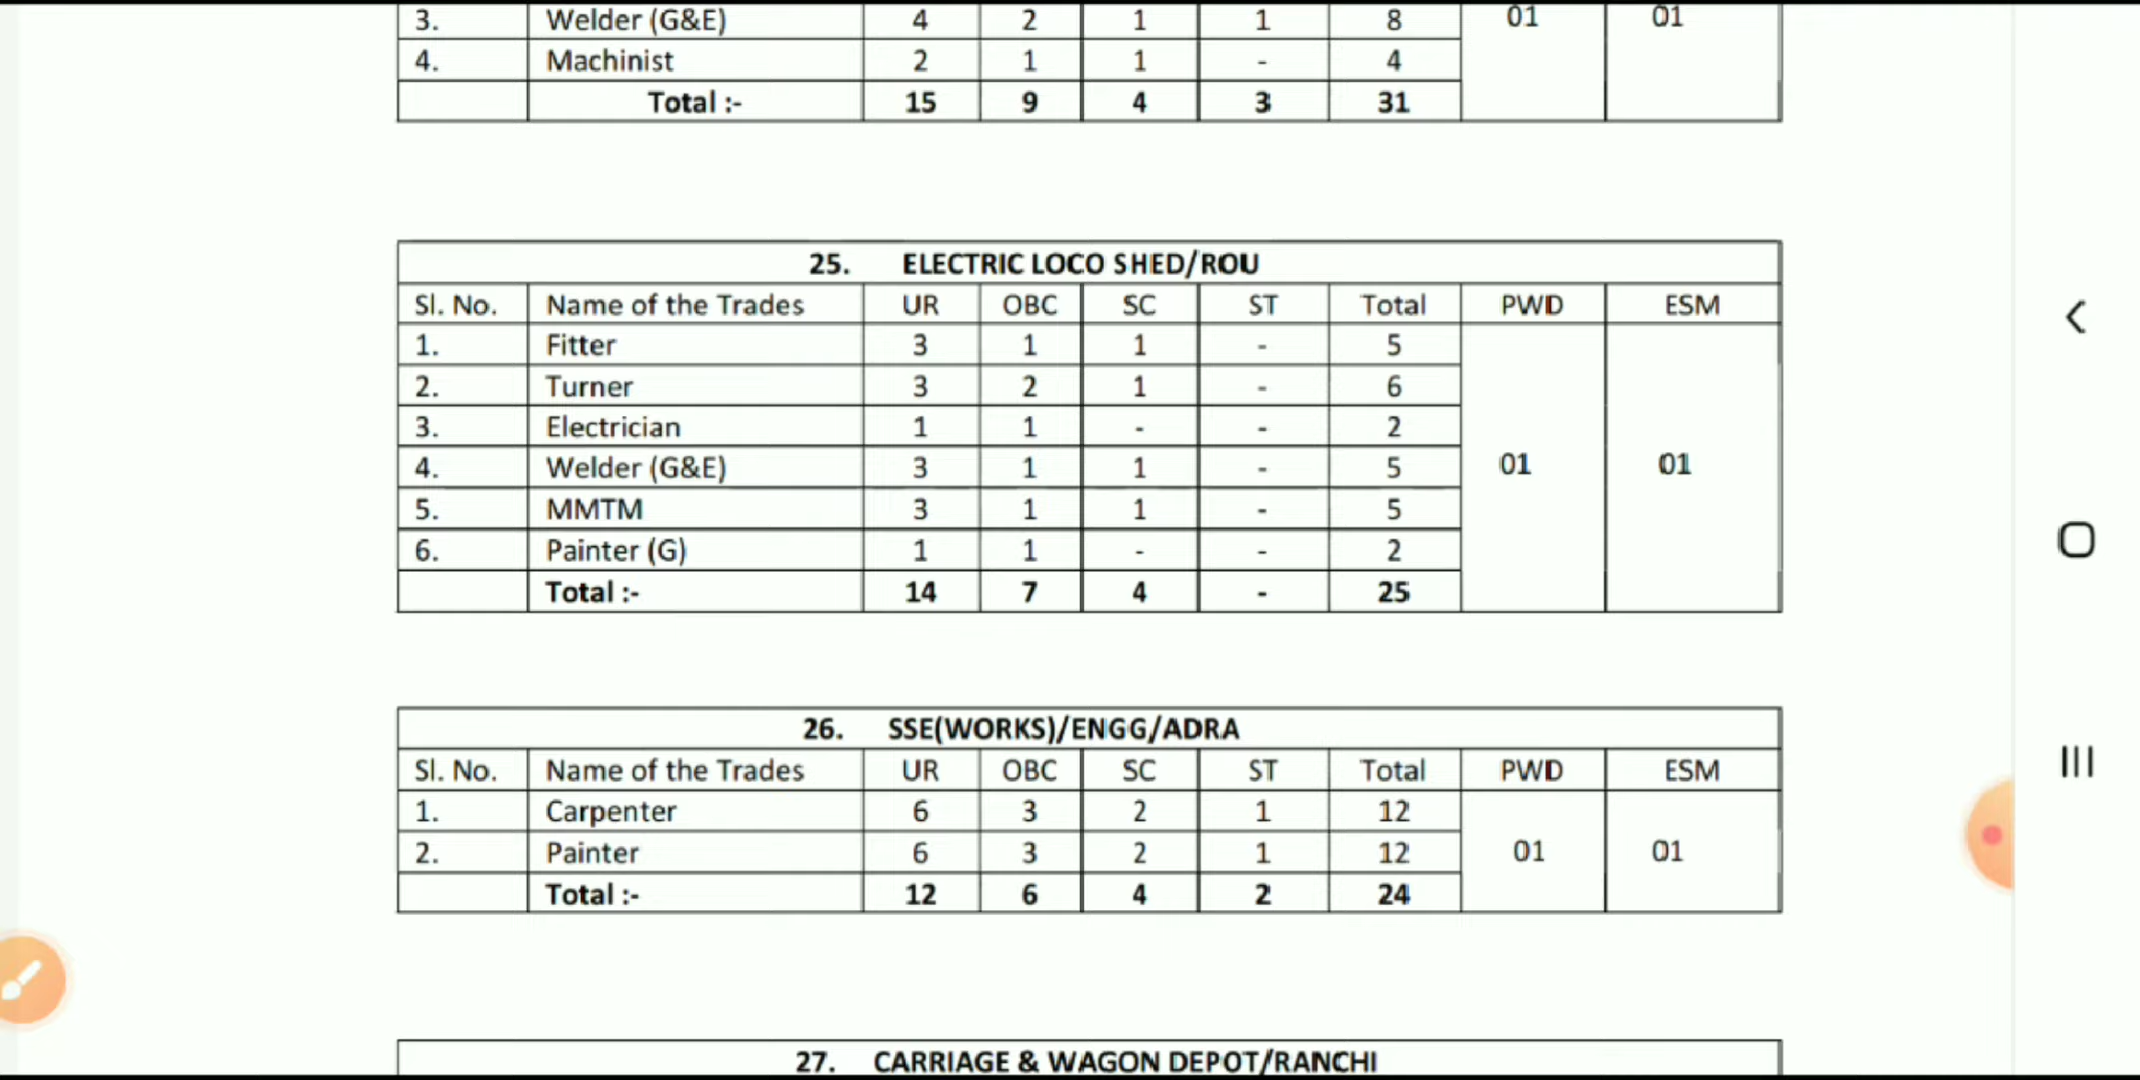 3. Welder (G&E) 4 2 1 1 8 01 01
4. Machinist 2 1 1 - 4
Total :- 15 9 4 3 31
25. ELECTRIC LOCO SHED/ROU
Sl. No. Name of the Trades UR OBC SC ST Total PWD ESM
1. Fitter 3 1 1 - 5
2. Turner 3 2 1 - 6
3. Electrician 1 1 - - 2
4. Welder (G&E) 3 1 1 - 5 01 01
5. MMTM 3 1 1 - 5
6. Painter (G) 1 1 - - 2
Total :- 14 7 4 - 25
26. SSE(WORKS)/ENGG/ADRA
Sl. No. Name of the Trades UR OBC SC ST Total PWD ESM
1. Carpenter 6 3 2 1 12
2. Painter 6 3 2 1 12 01 01
Total :- 12 6 4 2 24
27. CARRIAGE & WAGON DEPOT/RANCHI